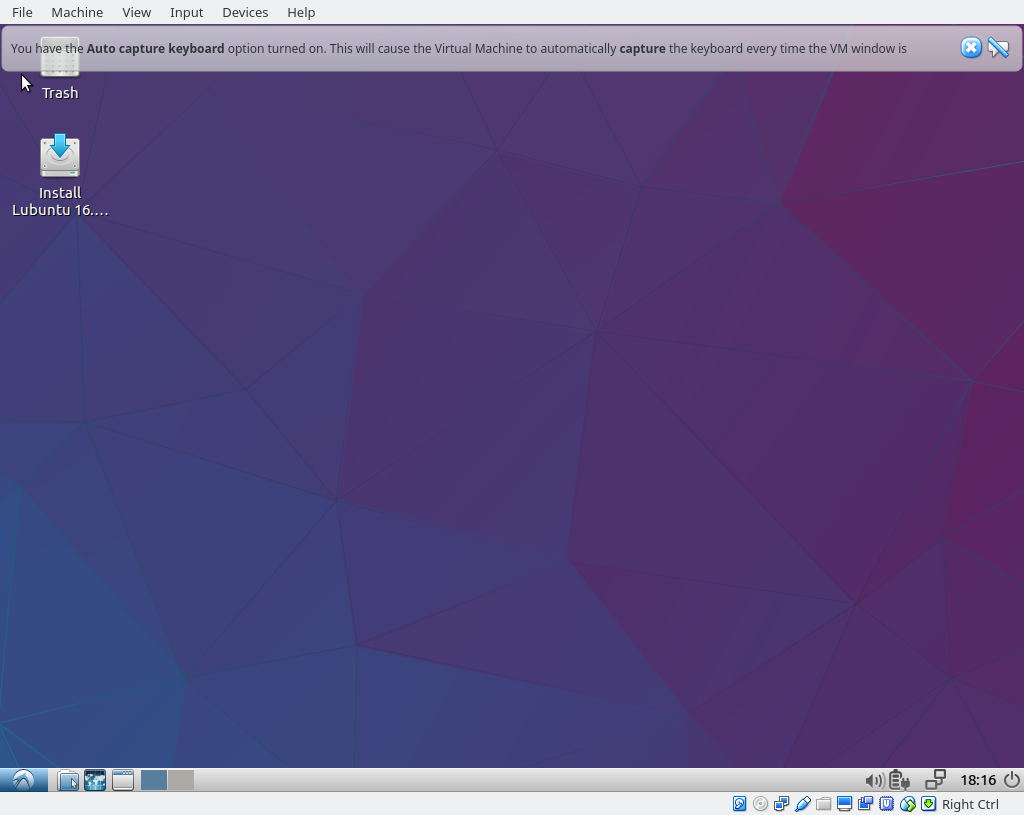 File Machine View Input Devices Help
You have the Auto capture keyboard option turned on. This will cause the Virtual Machine to automatically capture the keyboard every time the VM window is
Trash
Install
Lubuntu 16....
18:16
Right Ctrl